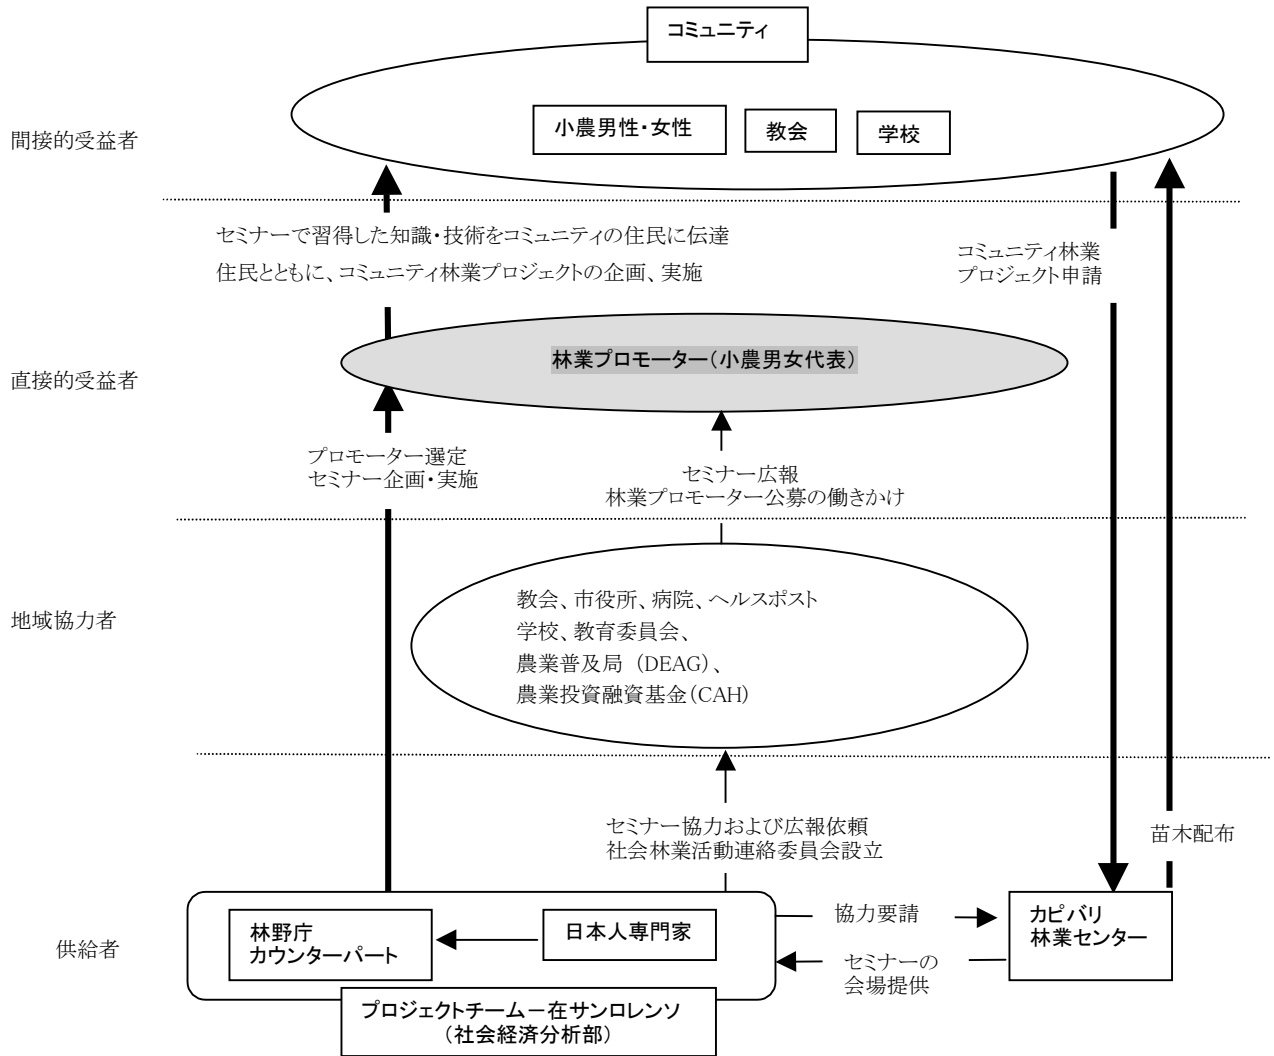 コミュニティ
間接的受益者
小農男性・女性
教会
学校
セミナーで習得した知識・技術をコミュニティの住民に伝達
住民とともに、コミュニティ林業プロジェクトの企画、実施
コミュニティ林業
プロジェクト申請
直接的受益者
林業プロモーター(小農男女代表)
プロモーター選定
セミナー企画・実施
セミナー広報
林業プロモーター公募の働きかけ
地域協力者
教会、市役所、病院、ヘルスポスト
学校、教育委員会、
農業普及局 (DEAG)、
農業投資融資基金(CAH)
セミナー協力および広報依頼
社会林業活動連絡委員会設立
苗木配布
供給者
林野庁
カウンターパート
日本人専門家
協力要請
セミナーの
会場提供
カピバリ
林業センター
プロジェクトチーム－在サンロレンソ
(社会経済分析部)